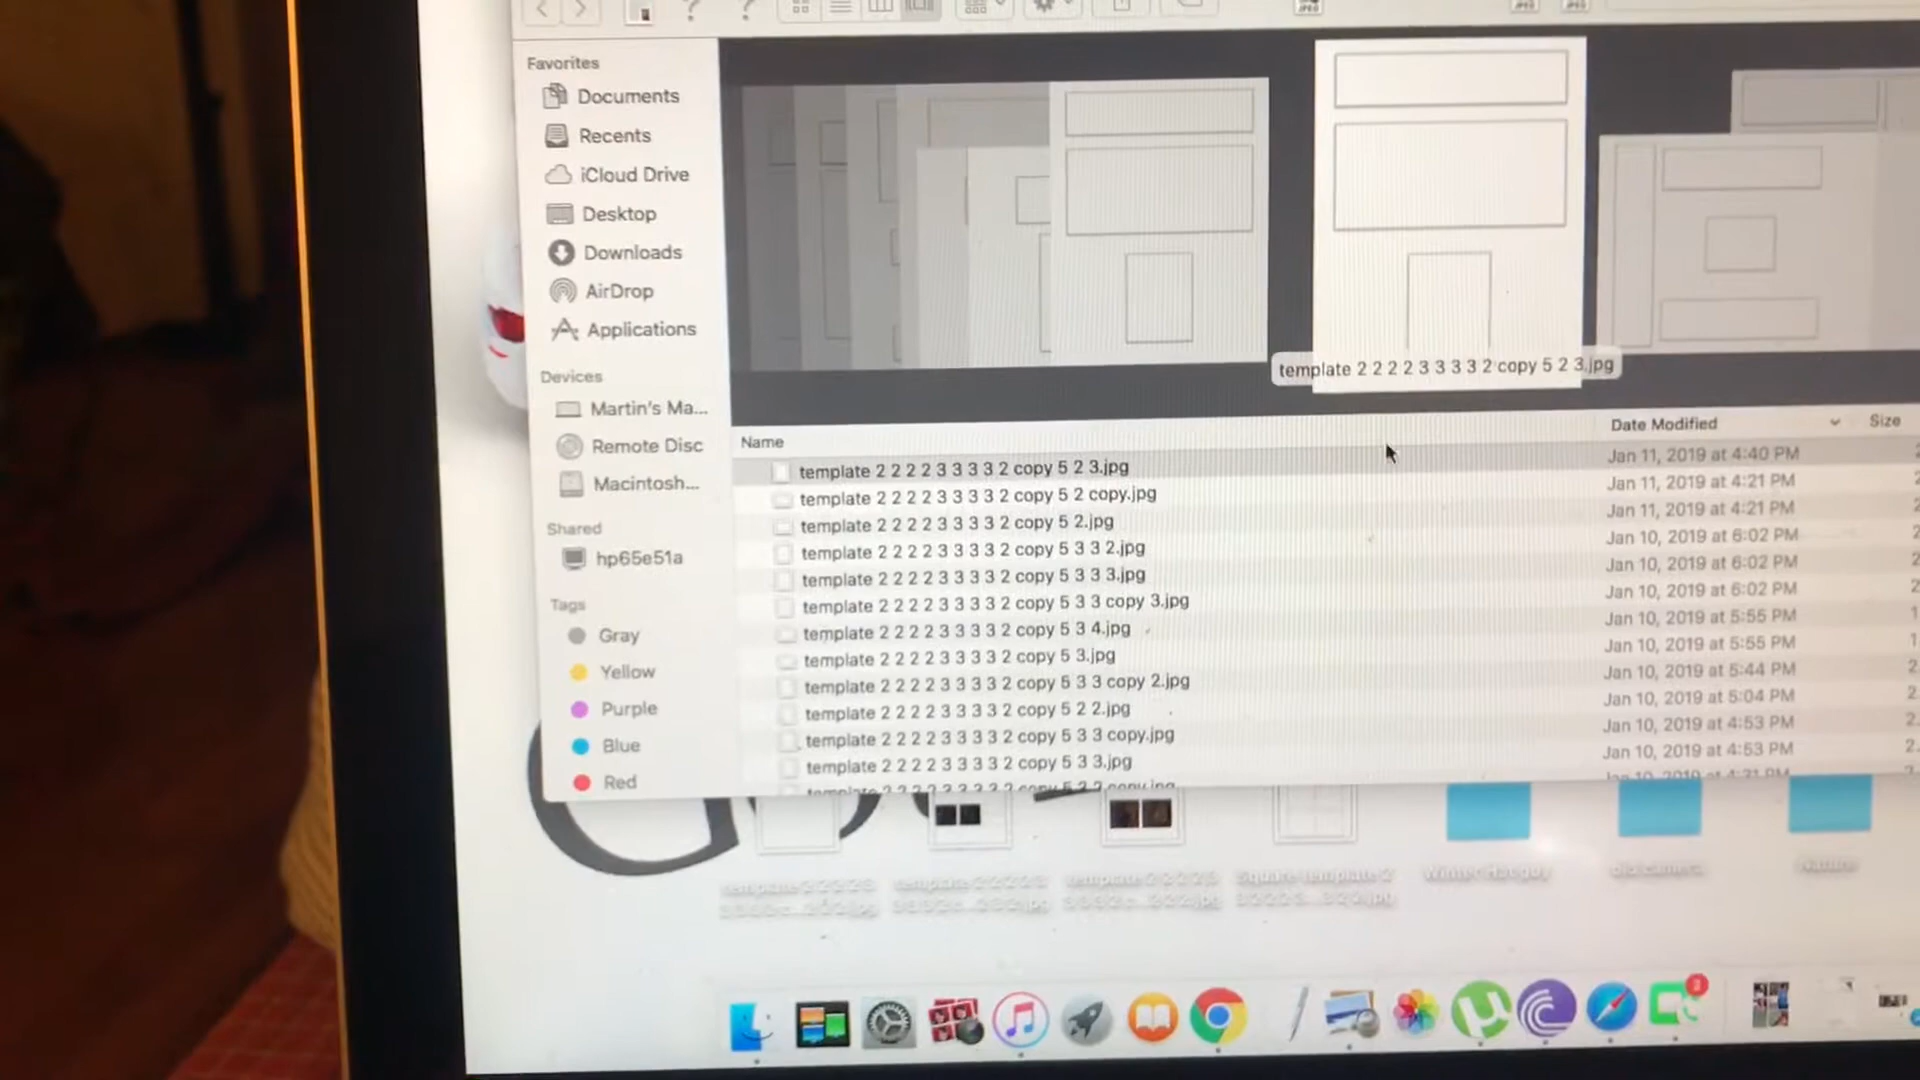 Favorites
Documents
Recents
iCloud Drive
Desktop
Downloads
AirDrop
Applications
Devices
Martin's Ma...
Remote Disc
Macintosh...
Shared
hp65e51a
Tags
Gray
Yellow
Purple
Blue
Red
template 2 2 2 2 3 3 3 3 2 copy 5 2 3.jpg
Name Date Modified Size
template 2 2 2 2 3 3 3 3 2 copy 5 2 3.jpg Jan 11, 2019 at 4:40 PM
template 2 2 2 2 3 3 3 3 2 copy 5 2 copy.jpg Jan 11, 2019 at 4:21 PM
template 2 2 2 2 3 3 3 3 2 copy 5 2.jpg Jan 11, 2019 at 4:21 PM
template 2 2 2 2 3 3 3 3 2 copy 5 3 3 2.jpg Jan 10, 2019 at 6:02 PM
template 2 2 2 2 3 3 3 3 2 copy 5 3 3 3.jpg Jan 10, 2019 at 6:02 PM
template 2 2 2 2 3 3 3 3 2 copy 5 3 3 copy 3.jpg Jan 10, 2019 at 6:02 PM
template 2 2 2 2 3 3 3 3 2 copy 5 3 4.jpg Jan 10, 2019 at 5:55 PM
template 2 2 2 2 3 3 3 3 2 copy 5 3.jpg Jan 10, 2019 at 5:55 PM
template 2 2 2 2 3 3 3 3 2 copy 5 3 3 copy 2.jpg Jan 10, 2019 at 5:44 PM
template 2 2 2 2 3 3 3 3 2 copy 5 2 2.jpg Jan 10, 2019 at 5:04 PM
template 2 2 2 2 3 3 3 3 2 copy 5 3 3 copy.jpg Jan 10, 2019 at 4:53 PM
template 2 2 2 2 3 3 3 3 2 copy 5 3 3.jpg Jan 10, 2019 at 4:53 PM
Nature